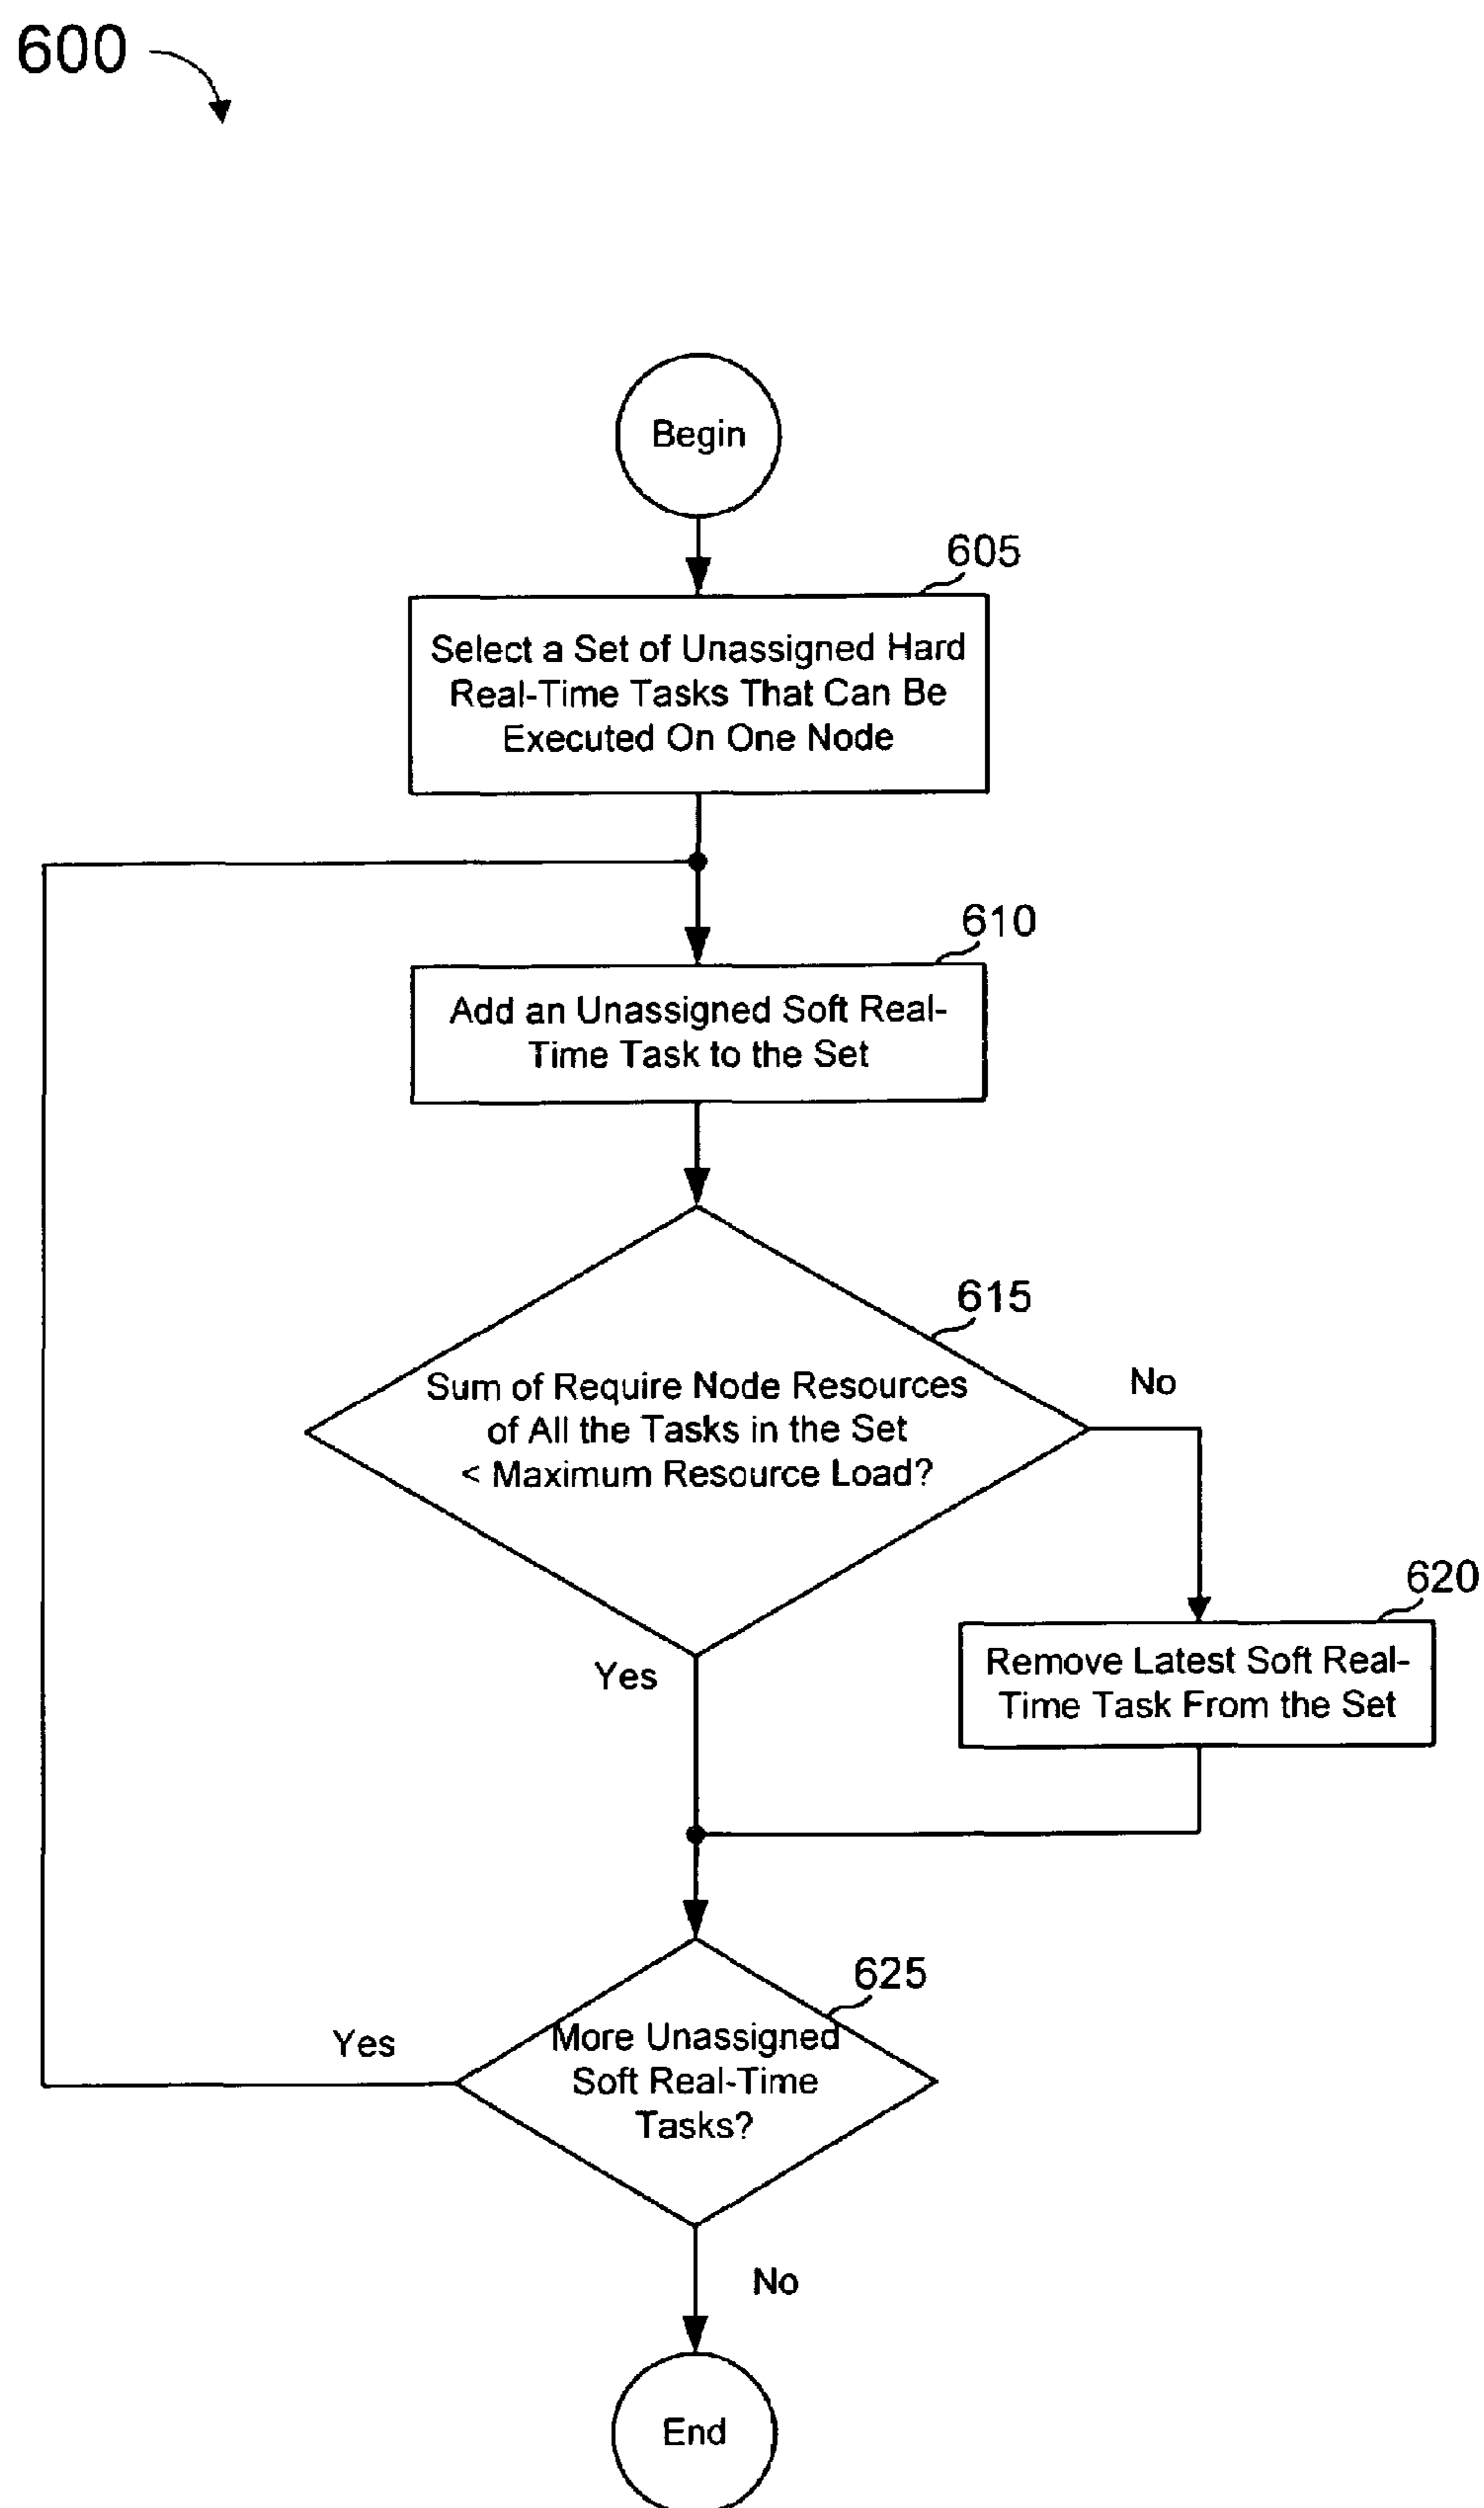 600
Begin
605
Select a Set of Unassigned Hard
Real-Time Tasks That Can Be
Executed On One Node
610
Add an Unassigned Soft Real-
Time Task to the Set
615
Sum of Require Node Resources
of All the Tasks in the Set
< Maximum Resource Load?
No
Yes
620
Remove Latest Soft Real-
Time Task From the Set
625
More Unassigned
Soft Real-Time
Tasks?
Yes
No
End